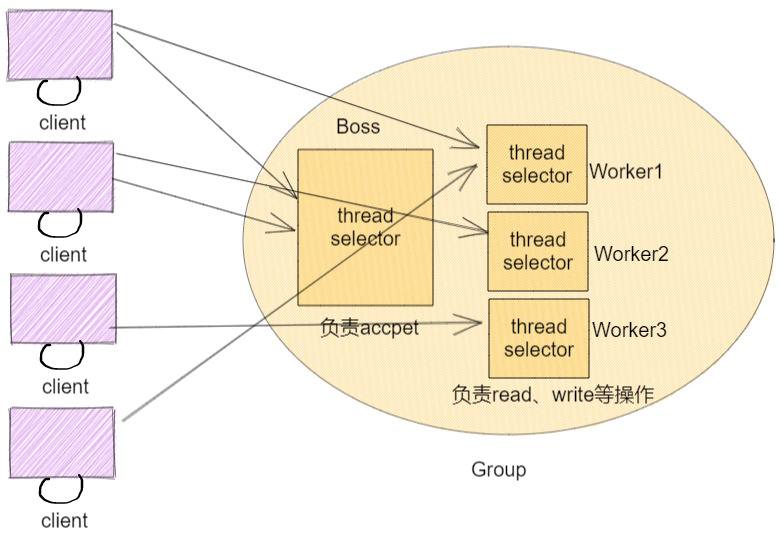 client
client
client
client
Boss
thread
selector
负责accpet
thread
selector
Worker1
thread
selector
Worker2
thread
selector
Worker3
负责read、write等操作
Group